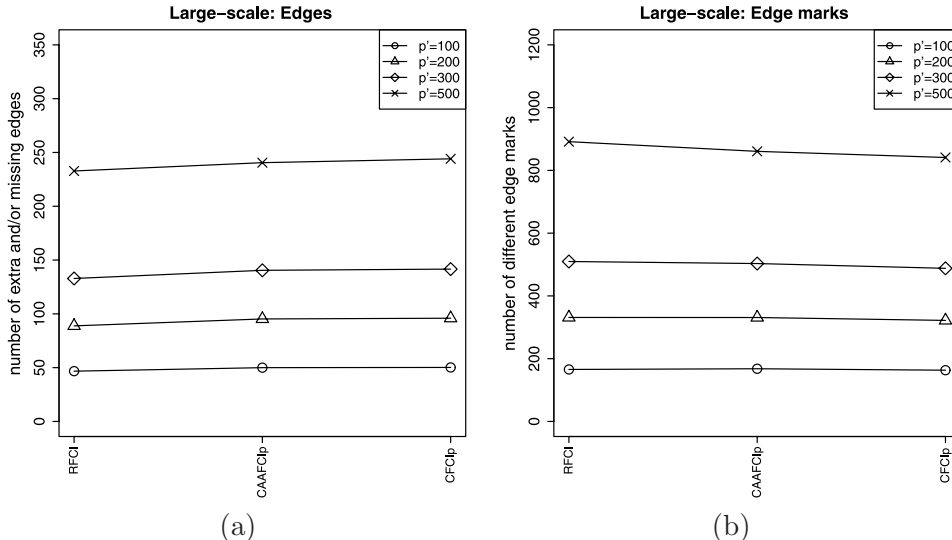 Large-scale: Edges
number of extra and/or missing edges
0
50
100
150
200
250
300
350
p'=100
p'=200
p'=300
p'=500
RFCI
CAAFCIp
CFCIp
(a)
Large-scale: Edge marks
number of different edge marks
0
200
400
600
800
1000
1200
p'=100
p'=200
p'=300
p'=500
RFCI
CAAFCIp
CFCIp
(b)